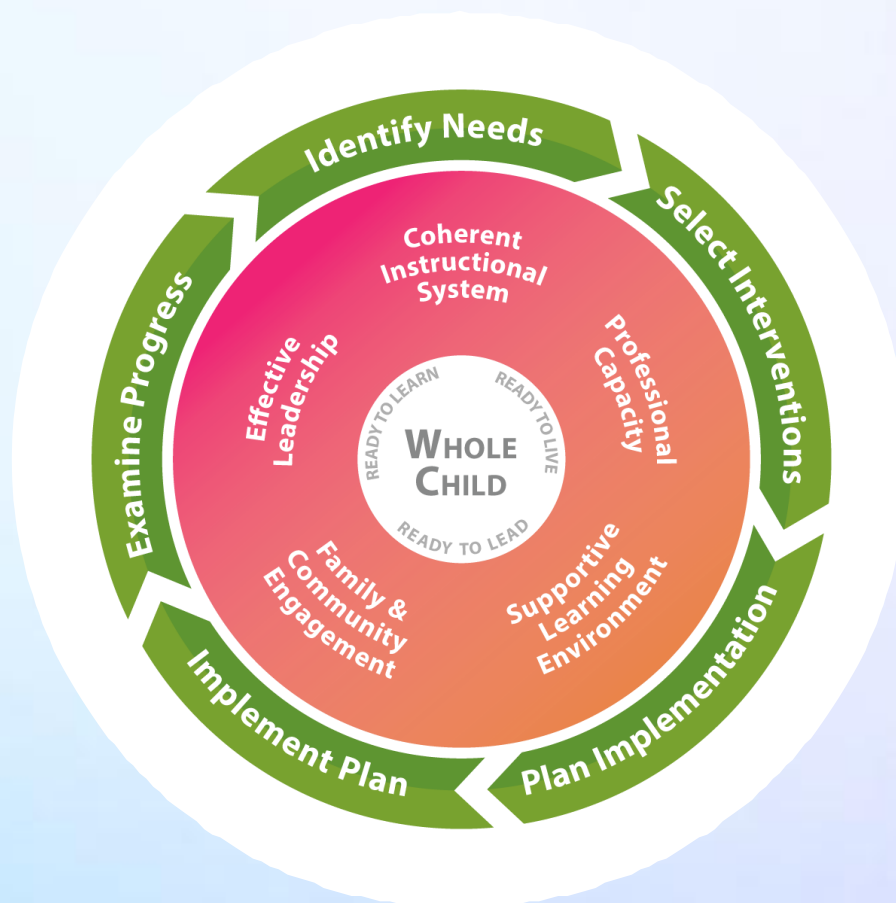 Identify Needs
Select Interventions
Plan Implementation
Implement Plan
Examine Progress
Coherent
Instructional
System
Professional
Capacity
Supportive
Learning
Environment
Family &
Community
Engagement
Effective
Leadership
READY TO LEARN
READY TO LIVE
READY TO LEAD
WHOLE
CHILD